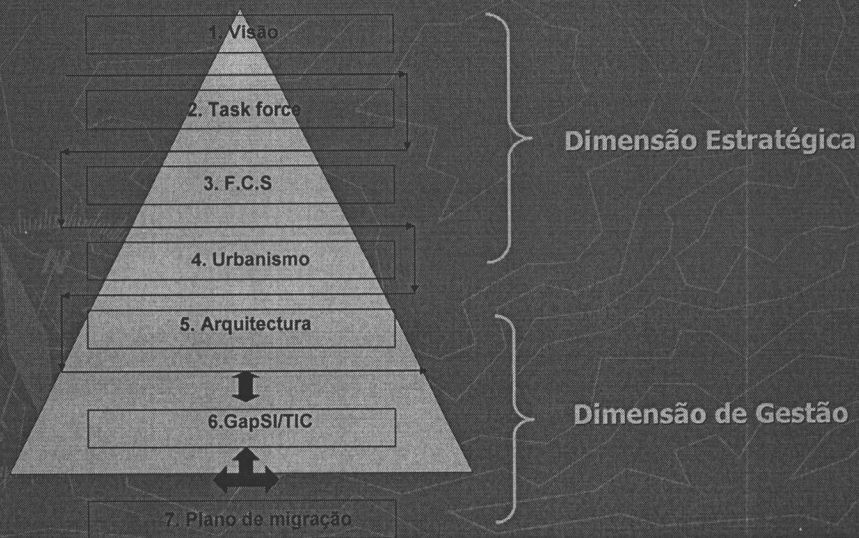 1. Visão
2. Task force
3. F.C.S
4. Urbanismo
5. Arquitectura
6.GapSI/TIC
7. Plano de migração
Dimensão Estratégica
Dimensão de Gestão
N